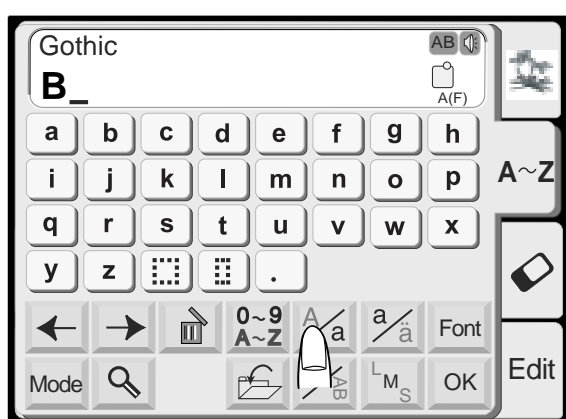 Gothic
AB
B_
A(F)
a b c d e f g h
i j k l m n o p
A~Z
q r s t u v w x
y z .
0~9
A~Z
A/a
a/ä
Font
Mode
AB
L M S
OK
Edit